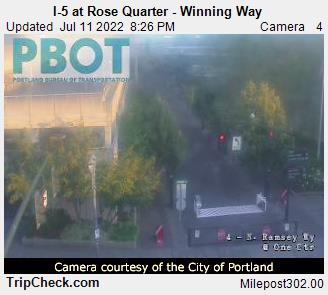 I-5 at Rose Quarter - Winning Way
Updated Jul 11 2022 8:26 PM Camera 4
PBOT
PORTLAND BUREAU OF TRANSPORTATION
4 - N. Ramsey Wy
@ One Ctr
Camera courtesy of the City of Portland
TripCheck.com Milepost302.00